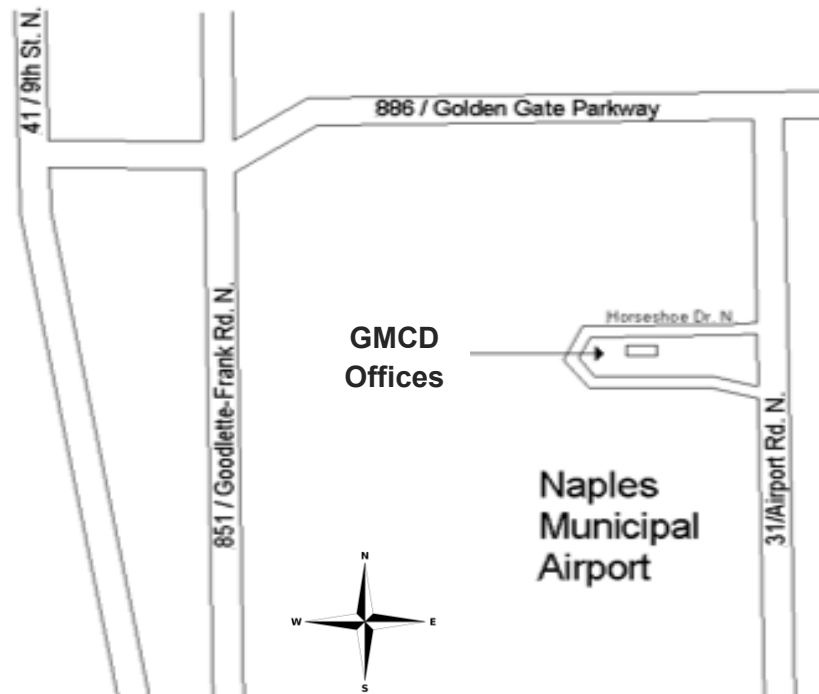 41 / 9th St. N.
886 / Golden Gate Parkway
851 / Goodlette-Frank Rd. N.
Horseshoe Dr. N.
GMCD
Offices
31/Airport Rd. N.
Naples
Municipal
Airport
N
W
E
S